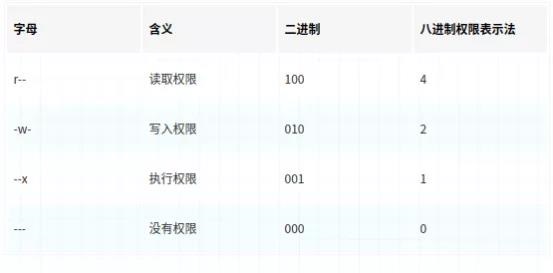 字母 含义 二进制 八进制权限表示法
r-- 读取权限 100 4
-w- 写入权限 010 2
--x 执行权限 001 1
--- 没有权限 000 0